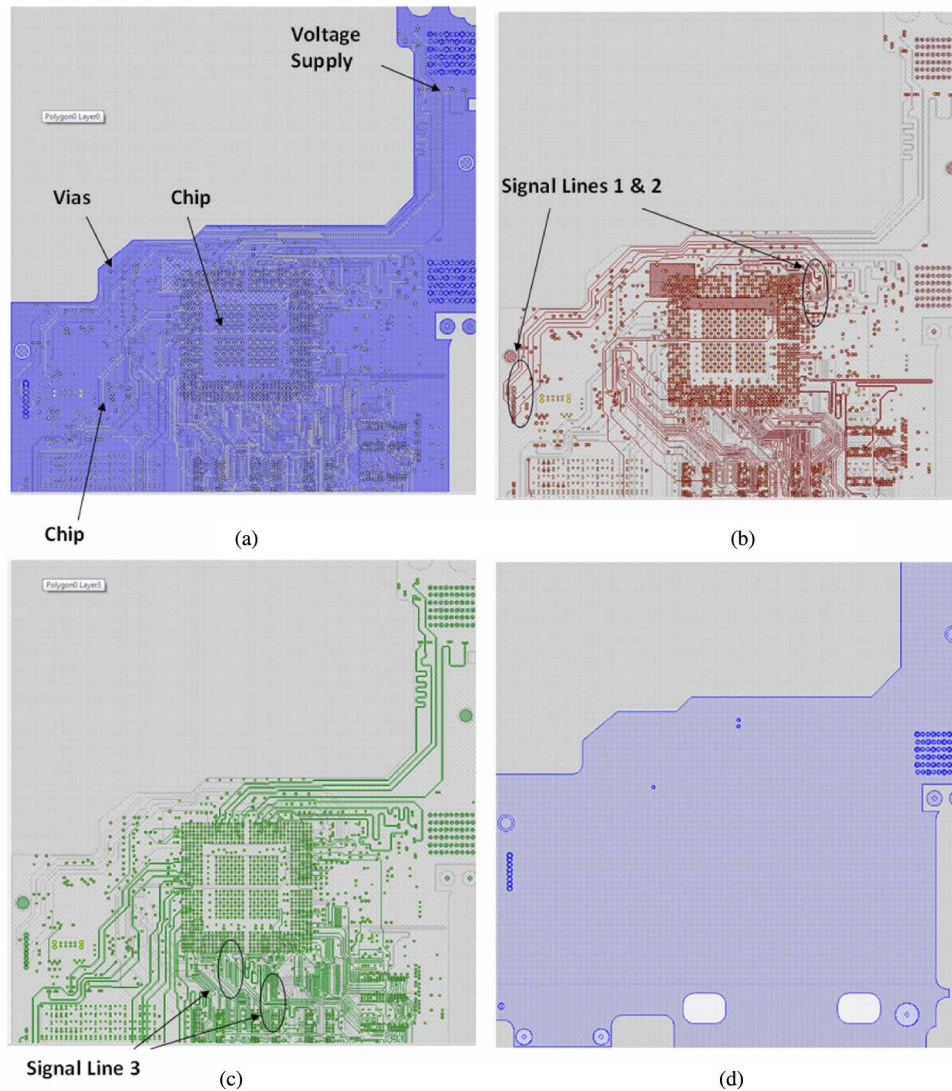 Voltage
Supply
Polygon0 Layer0
Vias
Chip
Chip
(a)
Signal Lines 1 & 2
(b)
Polygon0 Layer3
Signal Line 3
(c)
(d)